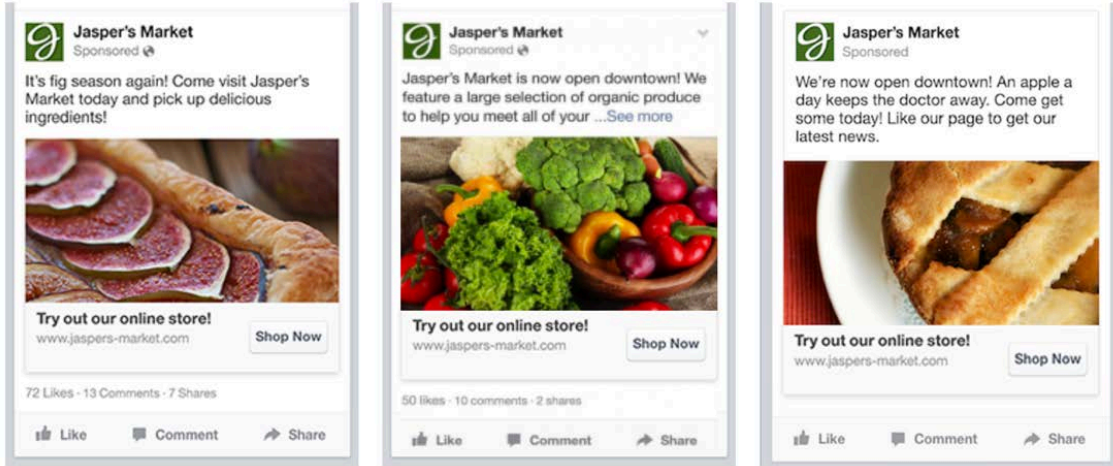 Jasper's Market
Sponsored
It's fig season again! Come visit Jasper's
Market today and pick up delicious
ingredients!
Try out our online store!
www.jaspers-market.com
Shop Now
72 Likes · 13 Comments · 7 Shares
Like Comment Share
Jasper's Market
Sponsored
Jasper's Market is now open downtown! We
feature a large selection of organic produce
to help you meet all of your ...See more
Try out our online store!
www.jaspers-market.com
Shop Now
50 likes · 10 comments · 2 shares
Like Comment Share
Jasper's Market
Sponsored
We're now open downtown! An apple a
day keeps the doctor away. Come get
some today! Like our page to get our
latest news.
Try out our online store!
www.jaspers-market.com
Shop Now
Like Comment Share